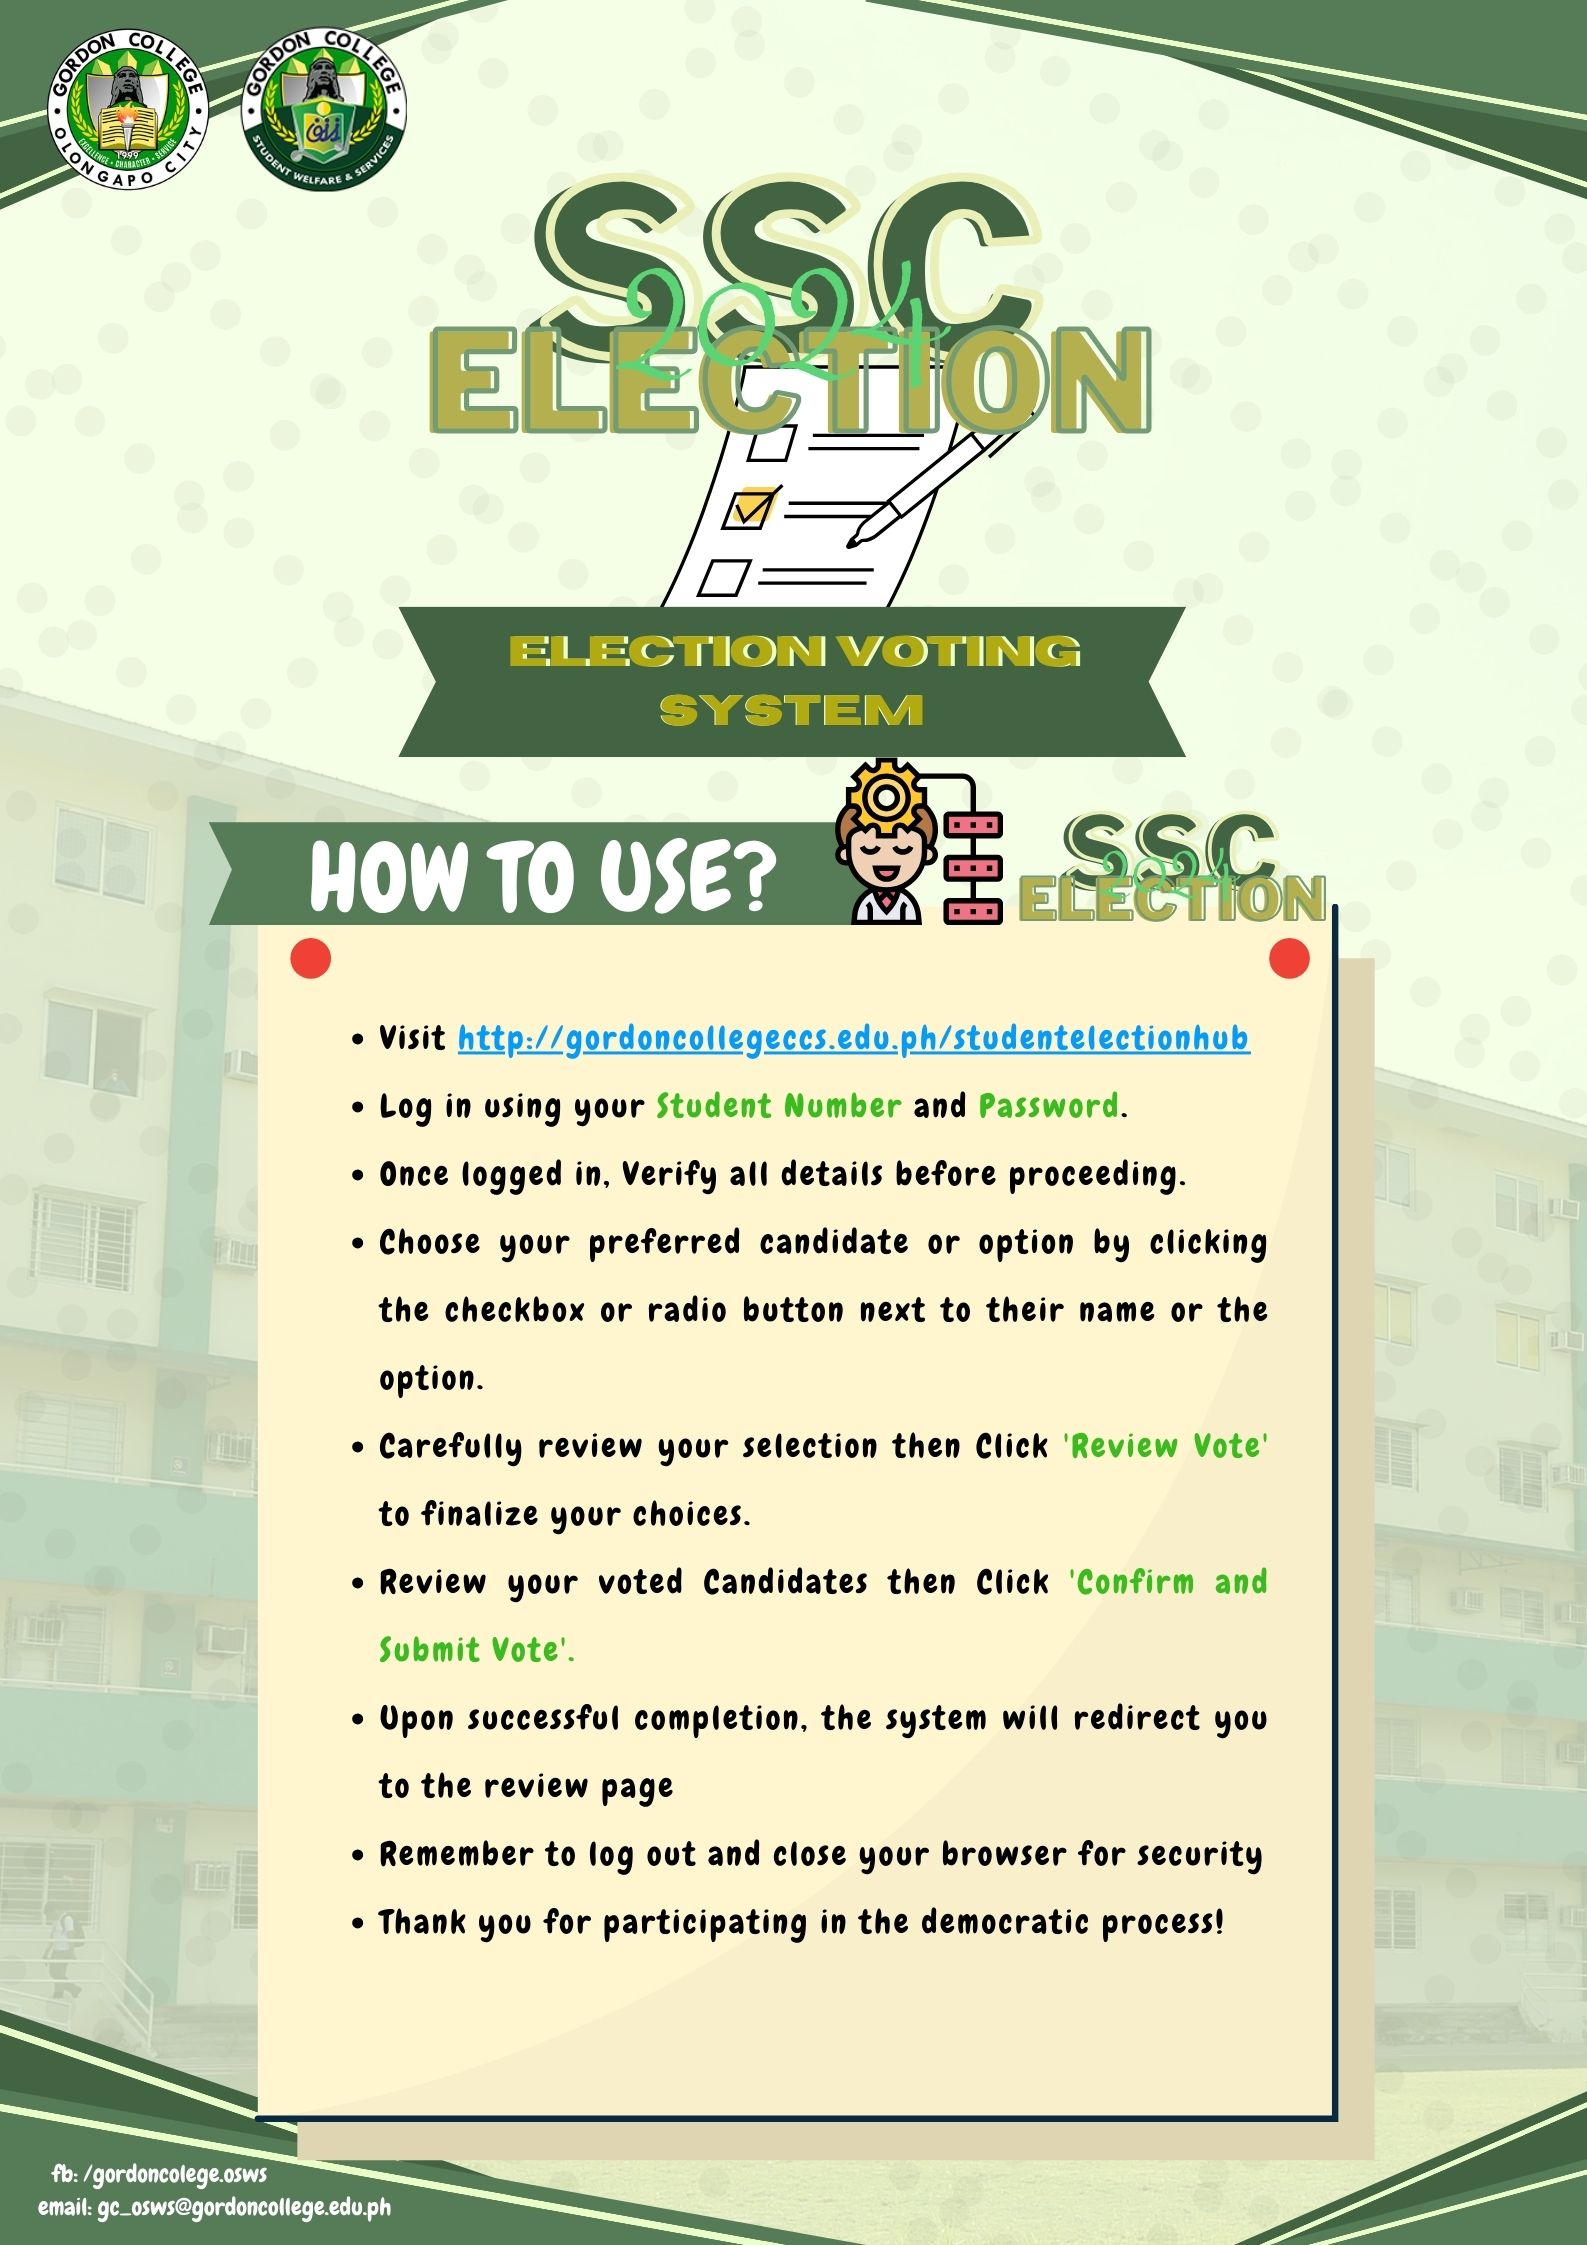 GORDON COLLEGE
EXCELLENCE • CHARACTER • SERVICE
1999
OLONGAPO CITY
GORDON COLLEGE
STUDENT WELFARE & SERVICES
SSC
2024
ELECTION
ELECTION VOTING
SYSTEM
HOW TO USE?
SSC
2024
ELECTION
• Visit http://gordoncollegeccs.edu.ph/studentelectionhub
• Log in using your Student Number and Password.
• Once logged in, Verify all details before proceeding.
• Choose your preferred candidate or option by clicking
the checkbox or radio button next to their name or the
option.
• Carefully review your selection then Click 'Review Vote'
to finalize your choices.
• Review your voted Candidates then Click 'Confirm and
Submit Vote'.
• Upon successful completion, the system will redirect you
to the review page
• Remember to log out and close your browser for security
• Thank you for participating in the democratic process!
fb: /gordoncolege.osws
email: gc_osws@gordoncollege.edu.ph